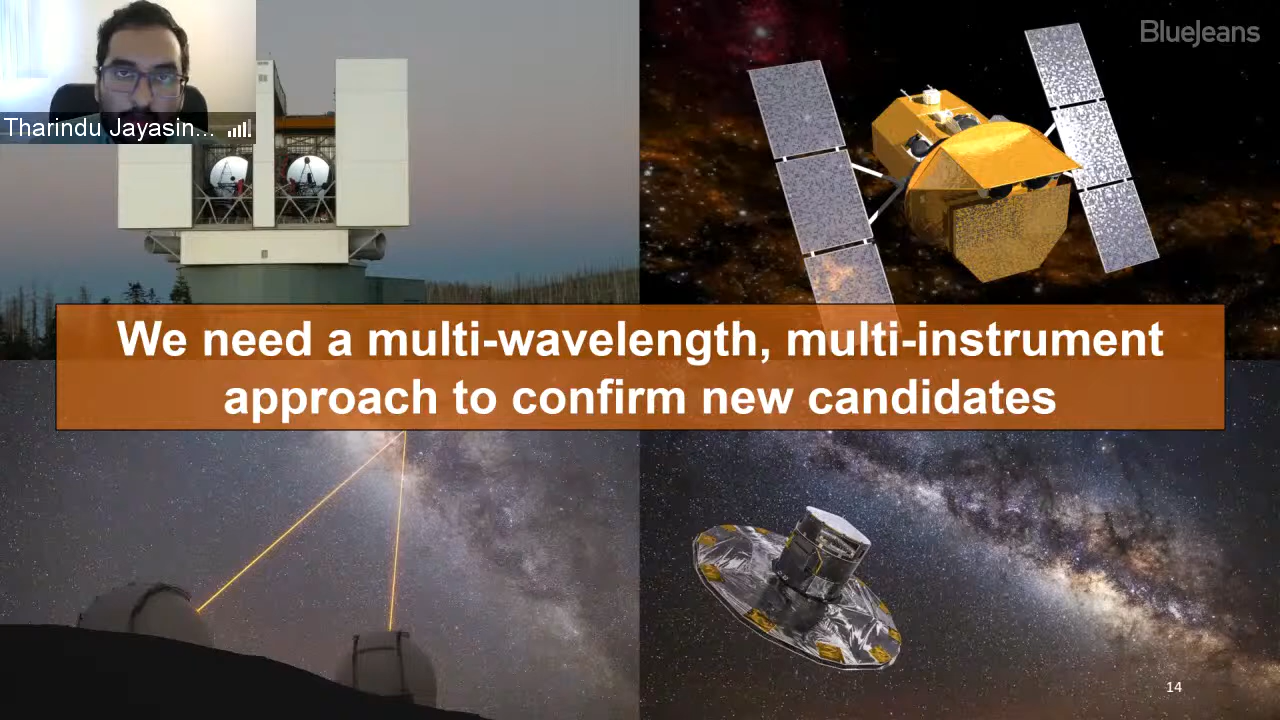 BlueJeans
Tharindu Jayasin...
We need a multi-wavelength, multi-instrument
approach to confirm new candidates
14